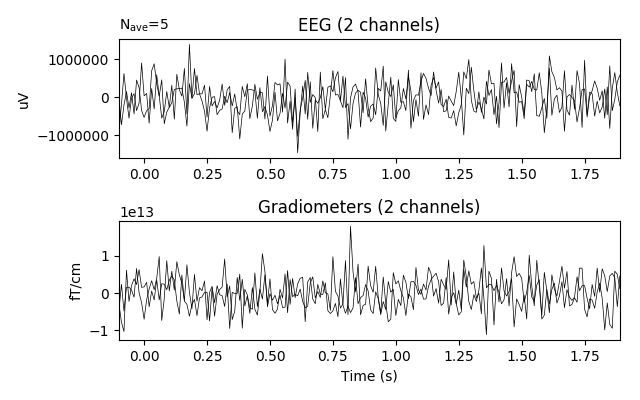 N_ave=5
EEG (2 channels)
1000000
0
−1000000
uV
0.00 0.25 0.50 0.75 1.00 1.25 1.50 1.75
1e13
Gradiometers (2 channels)
1
0
−1
fT/cm
0.00 0.25 0.50 0.75 1.00 1.25 1.50 1.75
Time (s)